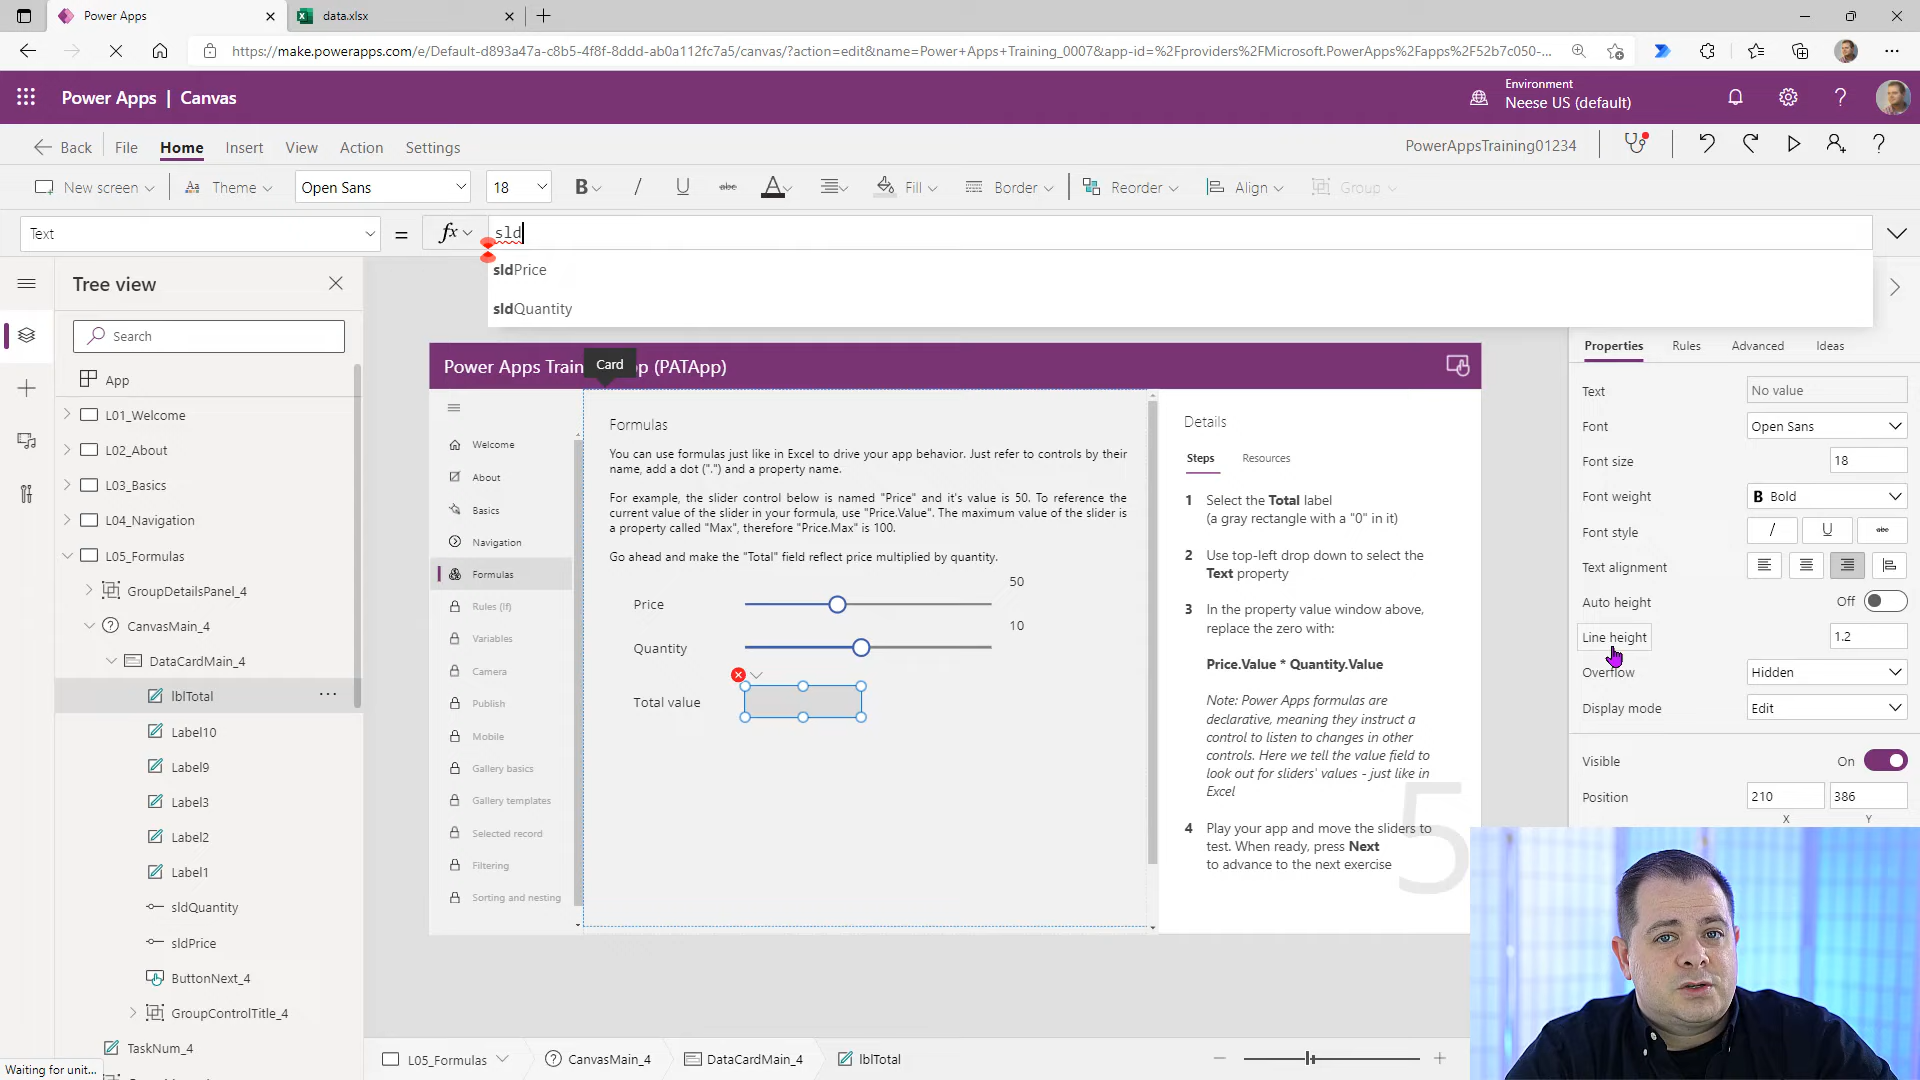 Power Apps
data.xlsx
https://make.powerapps.com/e/Default-d893a47a-c8b5-4f8f-8ddd-ab0a112fc7a5/canvas/?action=edit&name=Power+Apps+Training_0007&app-id=%2Fproviders%2FMicrosoft.PowerApps%2Fapps%2F52b7c050-...
Power Apps | Canvas
Environment
Neese US (default)
Back
File
Home
Insert
View
Action
Settings
PowerAppsTraining01234
New screen
Theme
Open Sans
18
Fill
Border
Reorder
Align
Group
Text
=
fx
sld
sldPrice
sldQuantity
Tree view
Search
App
L01_Welcome
L02_About
L03_Basics
L04_Navigation
L05_Formulas
GroupDetailsPanel_4
CanvasMain_4
DataCardMain_4
lblTotal
Label10
Label9
Label3
Label2
Label1
sldQuantity
sldPrice
ButtonNext_4
GroupControlTitle_4
TaskNum_4
Waiting for unit...
Card
Welcome
About
Basics
Navigation
Formulas
Rules (If)
Variables
Camera
Publish
Mobile
Gallery basics
Gallery templates
Selected record
Filtering
Sorting and nesting
Formulas
You can use formulas just like in Excel to drive your app behavior. Just refer to controls by their
name, add a dot (".") and a property name.
For example, the slider control below is named "Price" and it's value is 50. To reference the
current value of the slider in your formula, use "Price.Value". The maximum value of the slider is
a property called "Max", therefore "Price.Max" is 100.
Go ahead and make the "Total" field reflect price multiplied by quantity.
50
Price
10
Quantity
Total value
Details
Steps
Resources
1 Select the Total label
(a gray rectangle with a "0" in it)
2 Use top-left drop down to select the
Text property
3 In the property value window above,
replace the zero with:
Price.Value * Quantity.Value
Note: Power Apps formulas are
declarative, meaning they instruct a
control to listen to changes in other
controls. Here we tell the value field to
look out for sliders' values - just like in
Excel
5
4 Play your app and move the sliders to
test. When ready, press Next
to advance to the next exercise
Properties
Rules
Advanced
Ideas
Text
No value
Font
Open Sans
Font size
18
Font weight
B Bold
Font style
/ U abc
Text alignment
Auto height
Off
Line height
1.2
Overflow
Hidden
Display mode
Edit
Visible
On
Position
210
386
X
Y
L05_Formulas
CanvasMain_4
DataCardMain_4
lblTotal